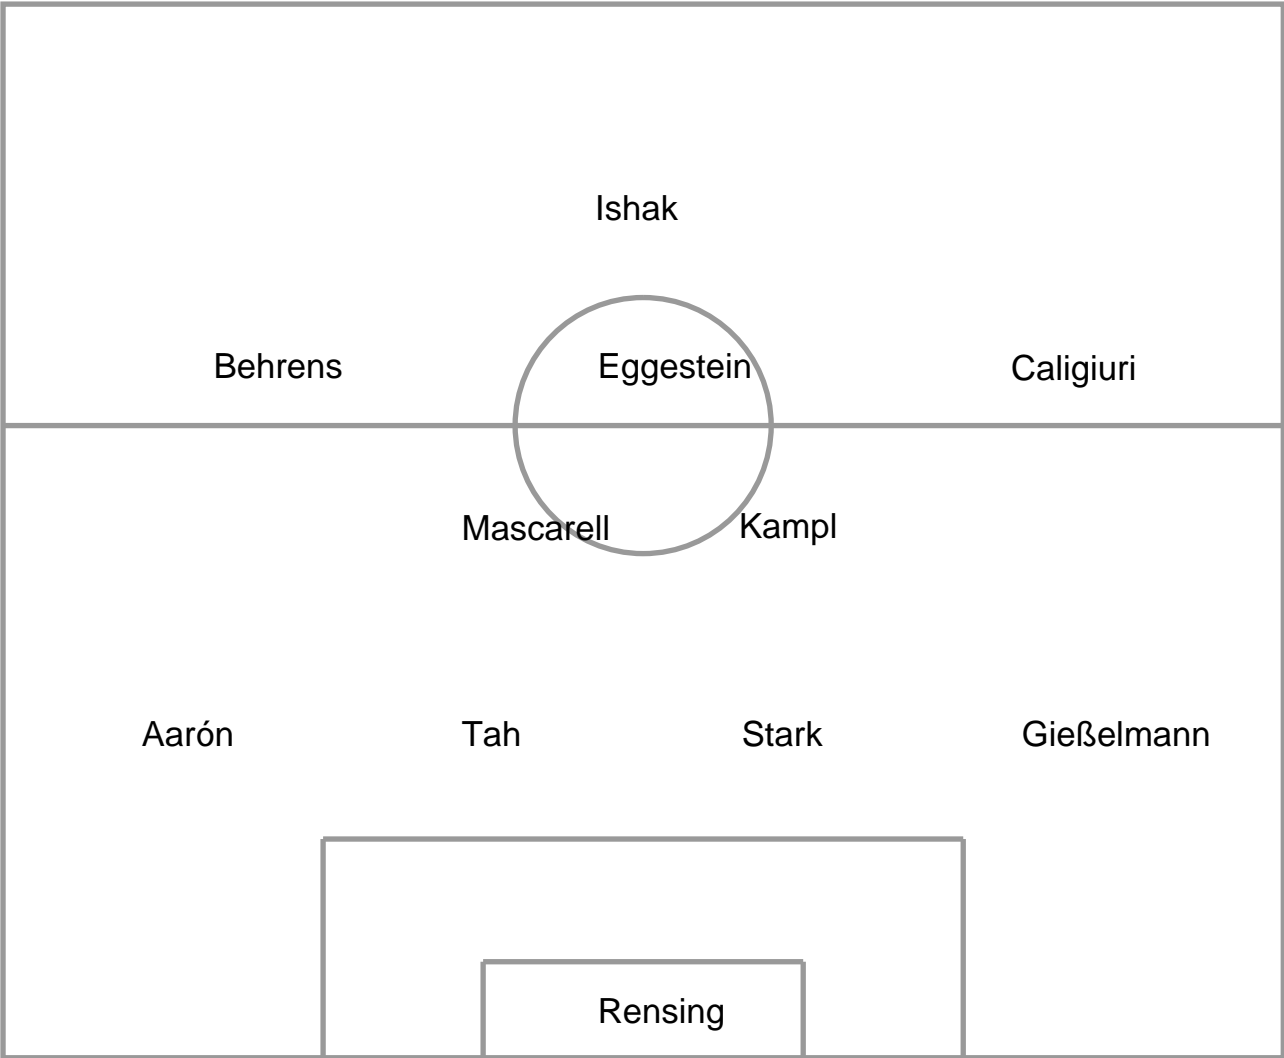 Ishak
Behrens Eggestein Caligiuri
Mascarell Kampl
Aarón Tah Stark Gießelmann
Rensing